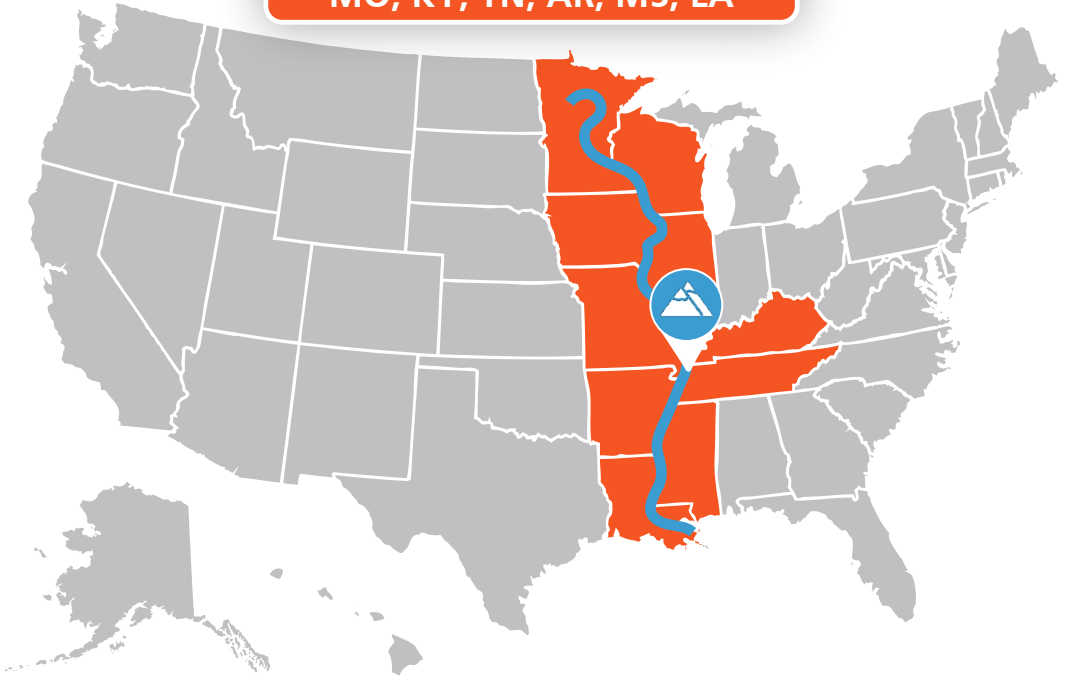 MO, KY, TN, AR, MS, LA